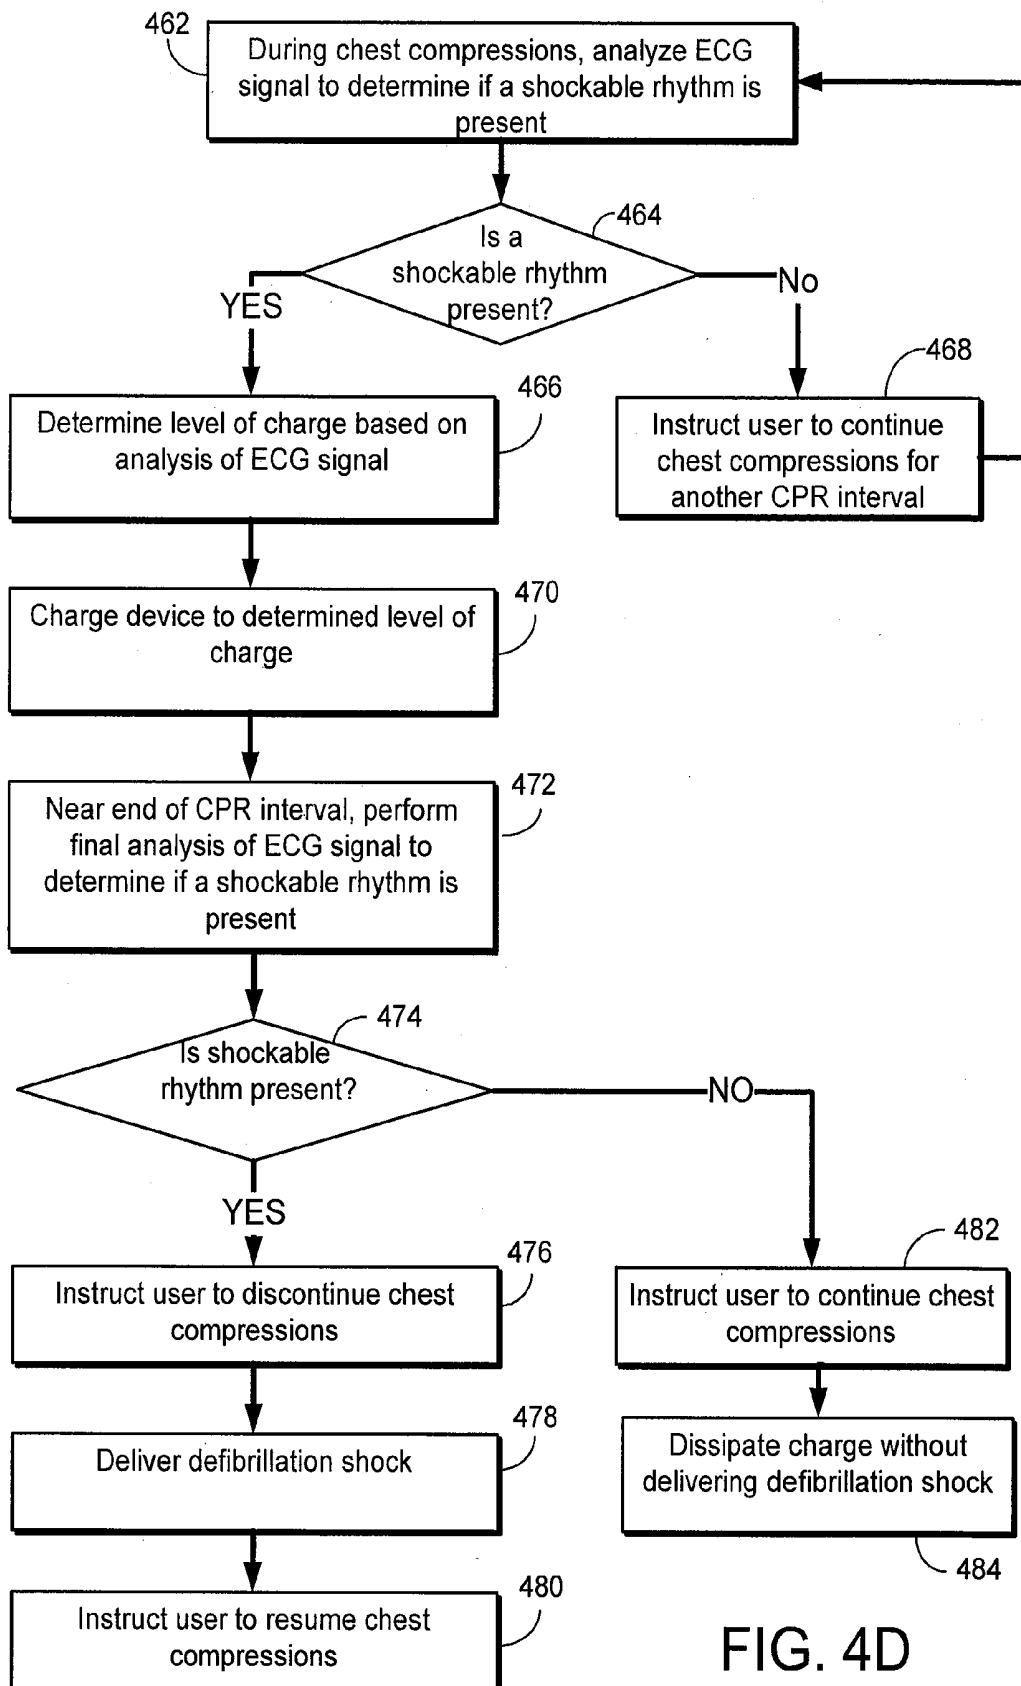 462
During chest compressions, analyze ECG
signal to determine if a shockable rhythm is
present
464
Is a
shockable rhythm
present?
YES
No
466
Determine level of charge based on
analysis of ECG signal
468
Instruct user to continue
chest compressions for
another CPR interval
470
Charge device to determined level of
charge
472
Near end of CPR interval, perform
final analysis of ECG signal to
determine if a shockable rhythm is
present
474
Is shockable
rhythm present?
NO
YES
476
Instruct user to discontinue chest
compressions
482
Instruct user to continue chest
compressions
478
Deliver defibrillation shock
Dissipate charge without
delivering defibrillation shock
484
480
Instruct user to resume chest
compressions
FIG. 4D